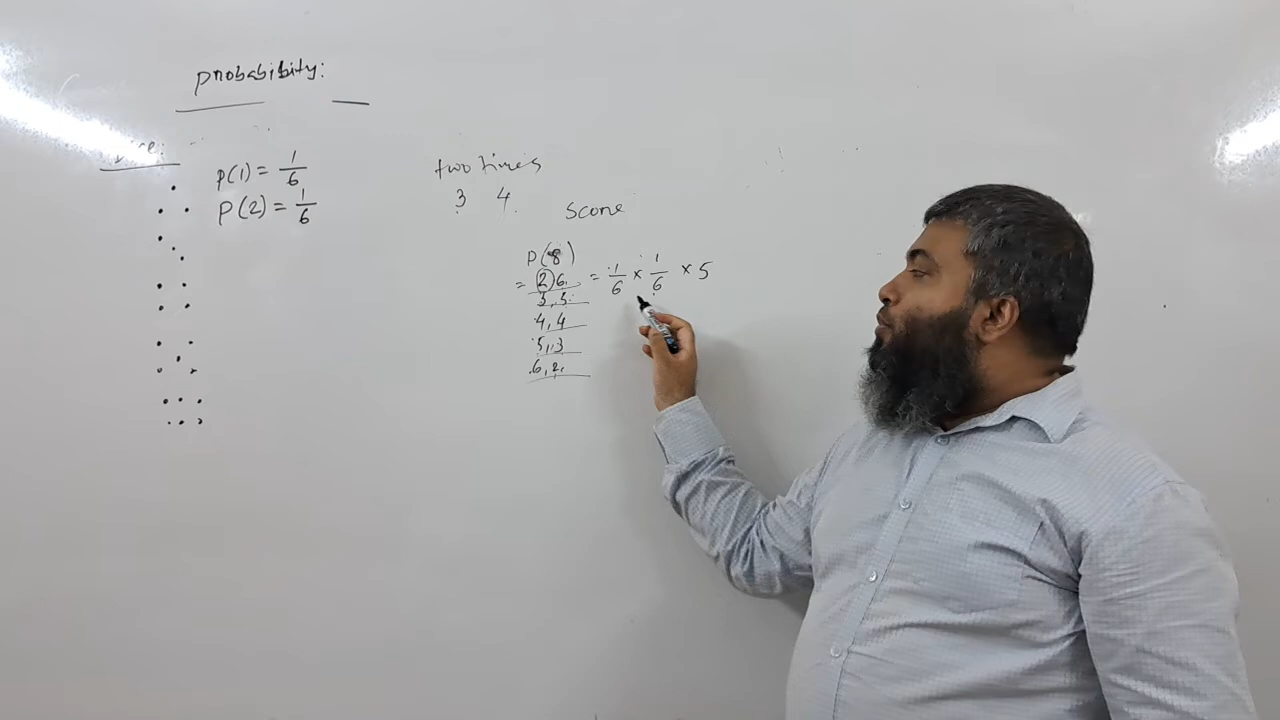 probability:
Dice:
P(1) = 1/6
P(2) = 1/6
two times
3 4
Score
P(8)
= 2 6 = 1/6 × 1/6 × 5
3, 5
4, 4
5, 3
6, 2